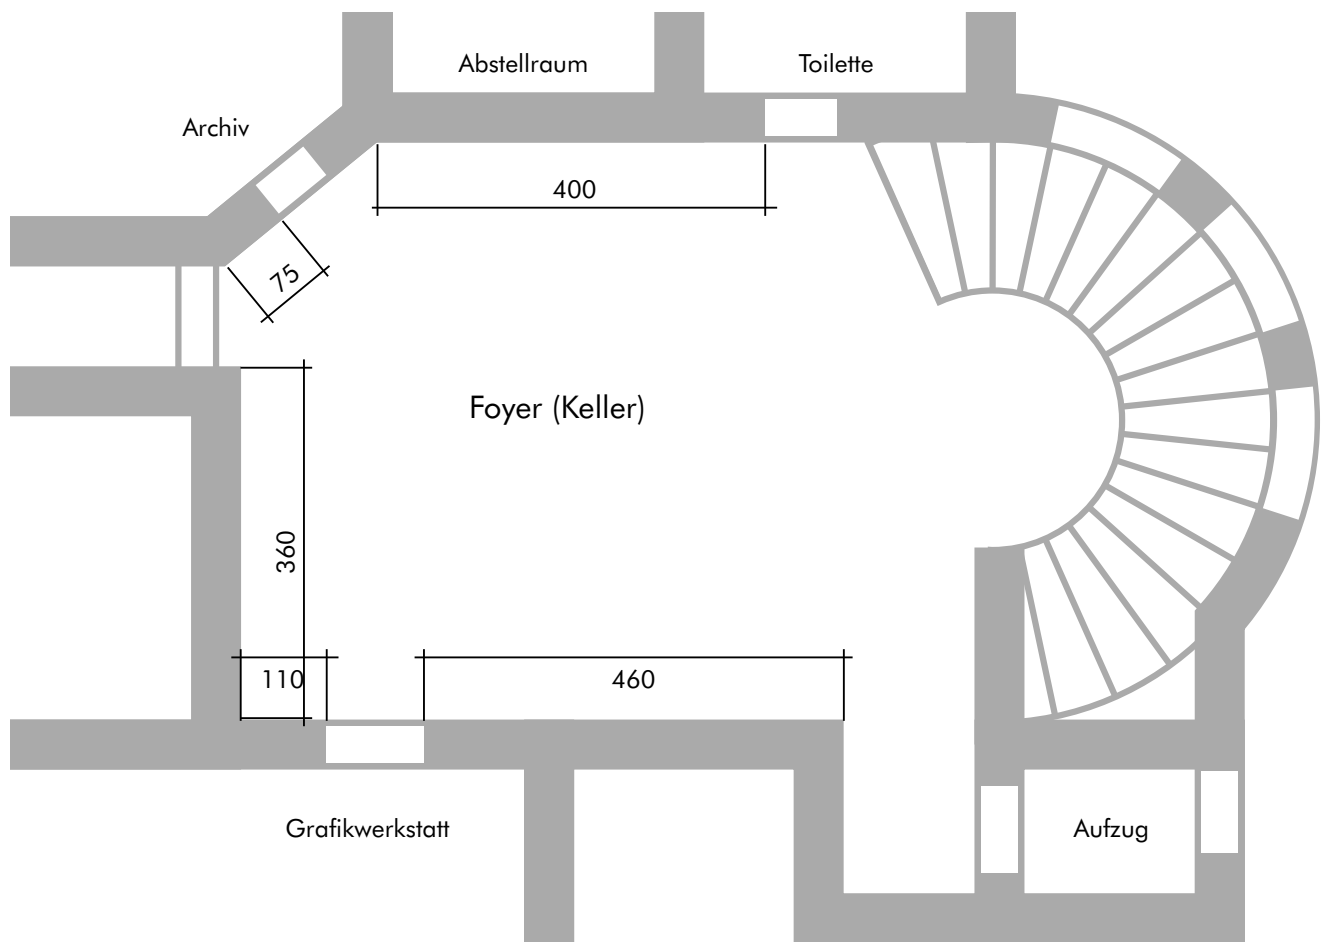 Abstellraum
Toilette
Archiv
400
75
Foyer (Keller)
360
110
460
Grafikwerkstatt
Aufzug